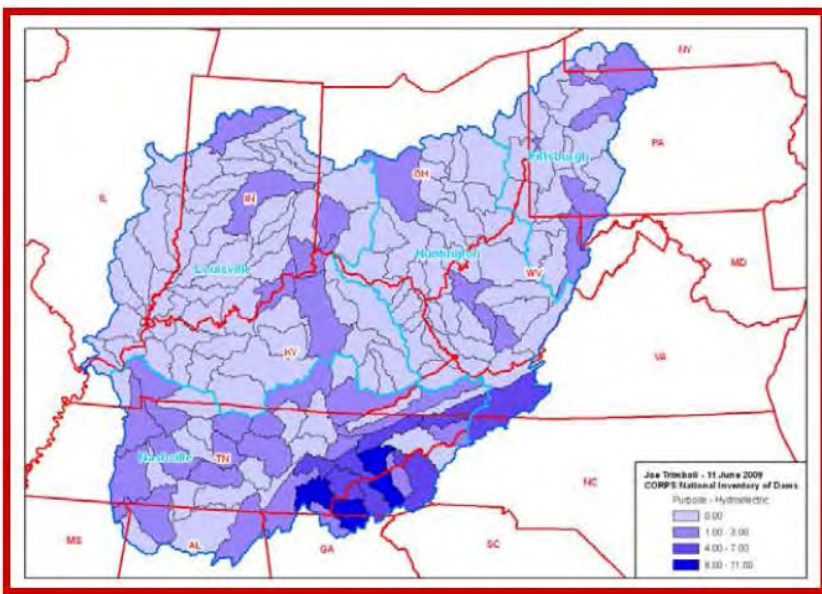 NY
Pittsburgh
PA
OH
IN
IL
Huntington
MD
Louisville
WV
KY
VA
Nashville
TN
NC
MS
AL
GA
SC
Joe Trimboli - 11 June 2009
CORPS National Inventory of Dams
Purpose - Hydroelectric
0.00
1.00 - 3.00
4.00 - 7.00
8.00 - 11.00